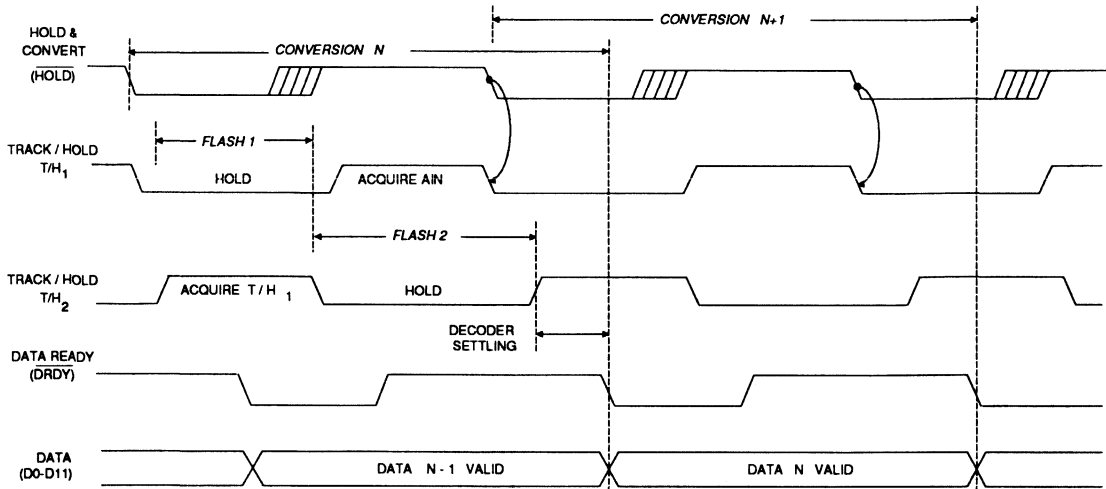 CONVERSION N+1
HOLD &
CONVERT
(HOLD)
CONVERSION N
FLASH 1
TRACK / HOLD
T/H1
HOLD
ACQUIRE AIN
FLASH 2
TRACK / HOLD
T/H2
ACQUIRE T / H 1
HOLD
DECODER
SETTLING
DATA READY
(DRDY)
DATA
(D0-D11)
DATA N - 1 VALID
DATA N VALID